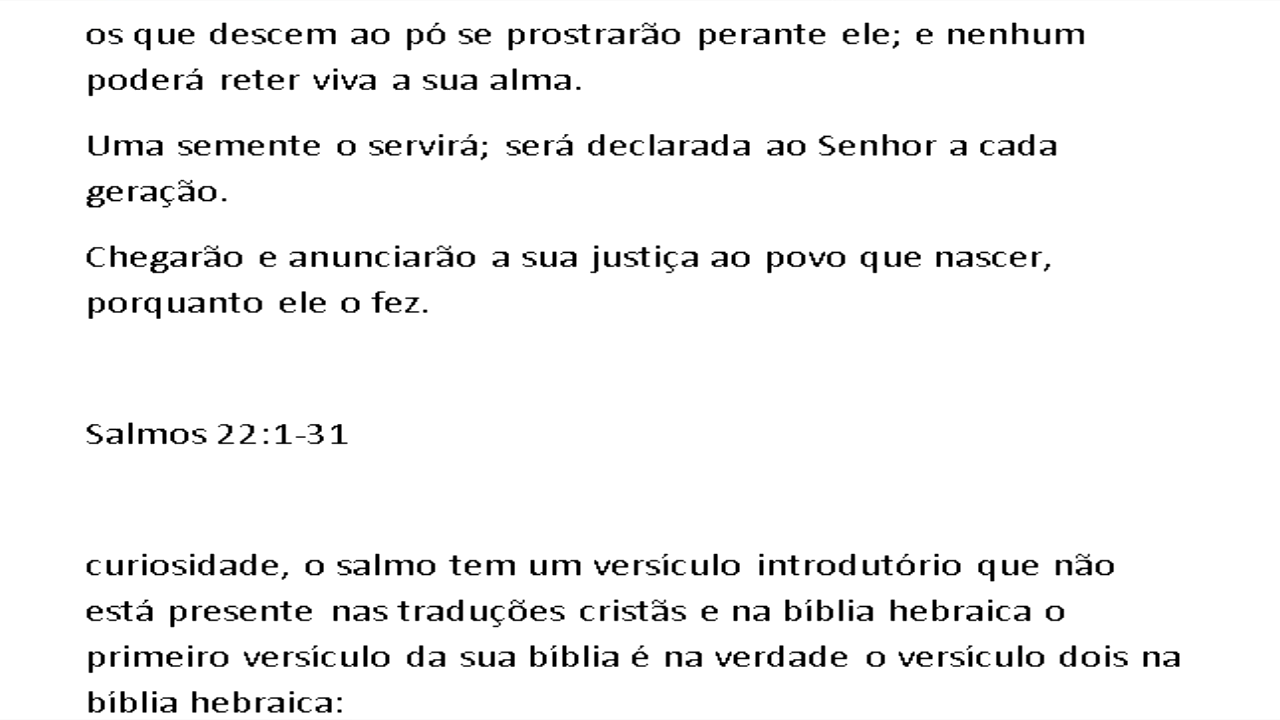 os que descem ao pó se prostrarão perante ele; e nenhum
poderá reter viva a sua alma.
Uma semente o servirá; será declarada ao Senhor a cada
geração.
Chegarão e anunciarão a sua justiça ao povo que nascer,
porquanto ele o fez.
Salmos 22:1-31
curiosidade, o salmo tem um versículo introdutório que não
está presente nas traduções cristãs e na bíblia hebraica o
primeiro versículo da sua bíblia é na verdade o versículo dois na
bíblia hebraica: